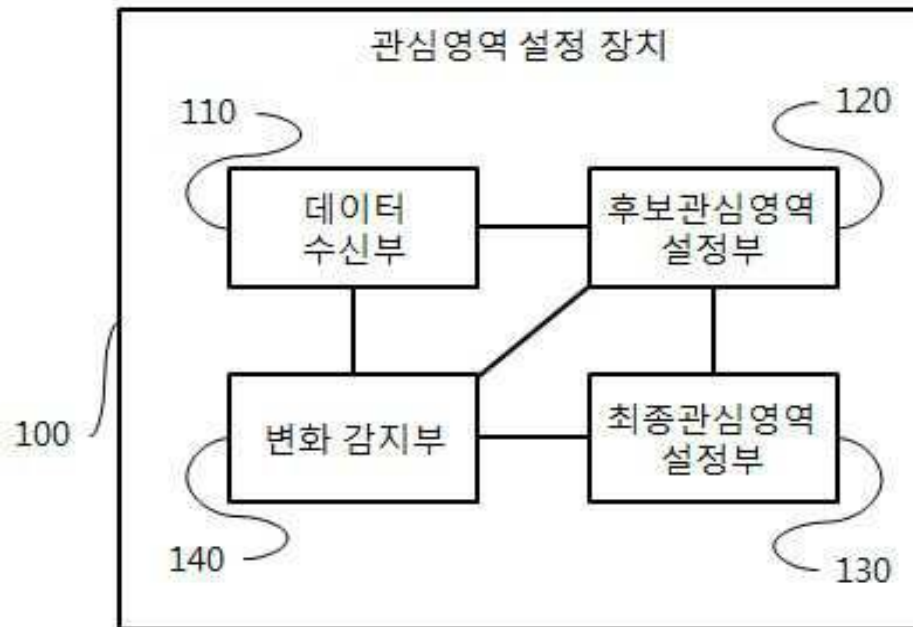 관심영역 설정 장치
110
120
데이터
수신부
후보관심영역
설정부
100
변화 감지부
최종관심영역
설정부
140
130